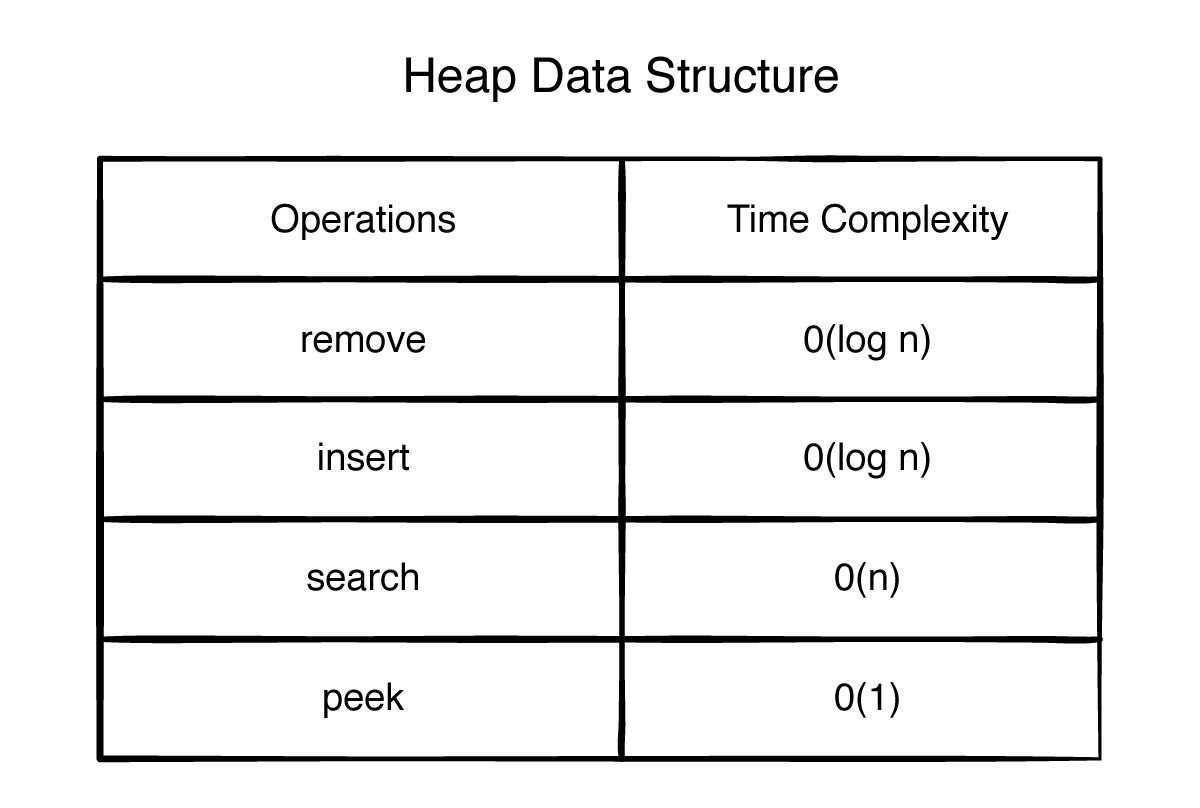 Heap Data Structure
Operations Time Complexity
remove 0(log n)
insert 0(log n)
search 0(n)
peek 0(1)